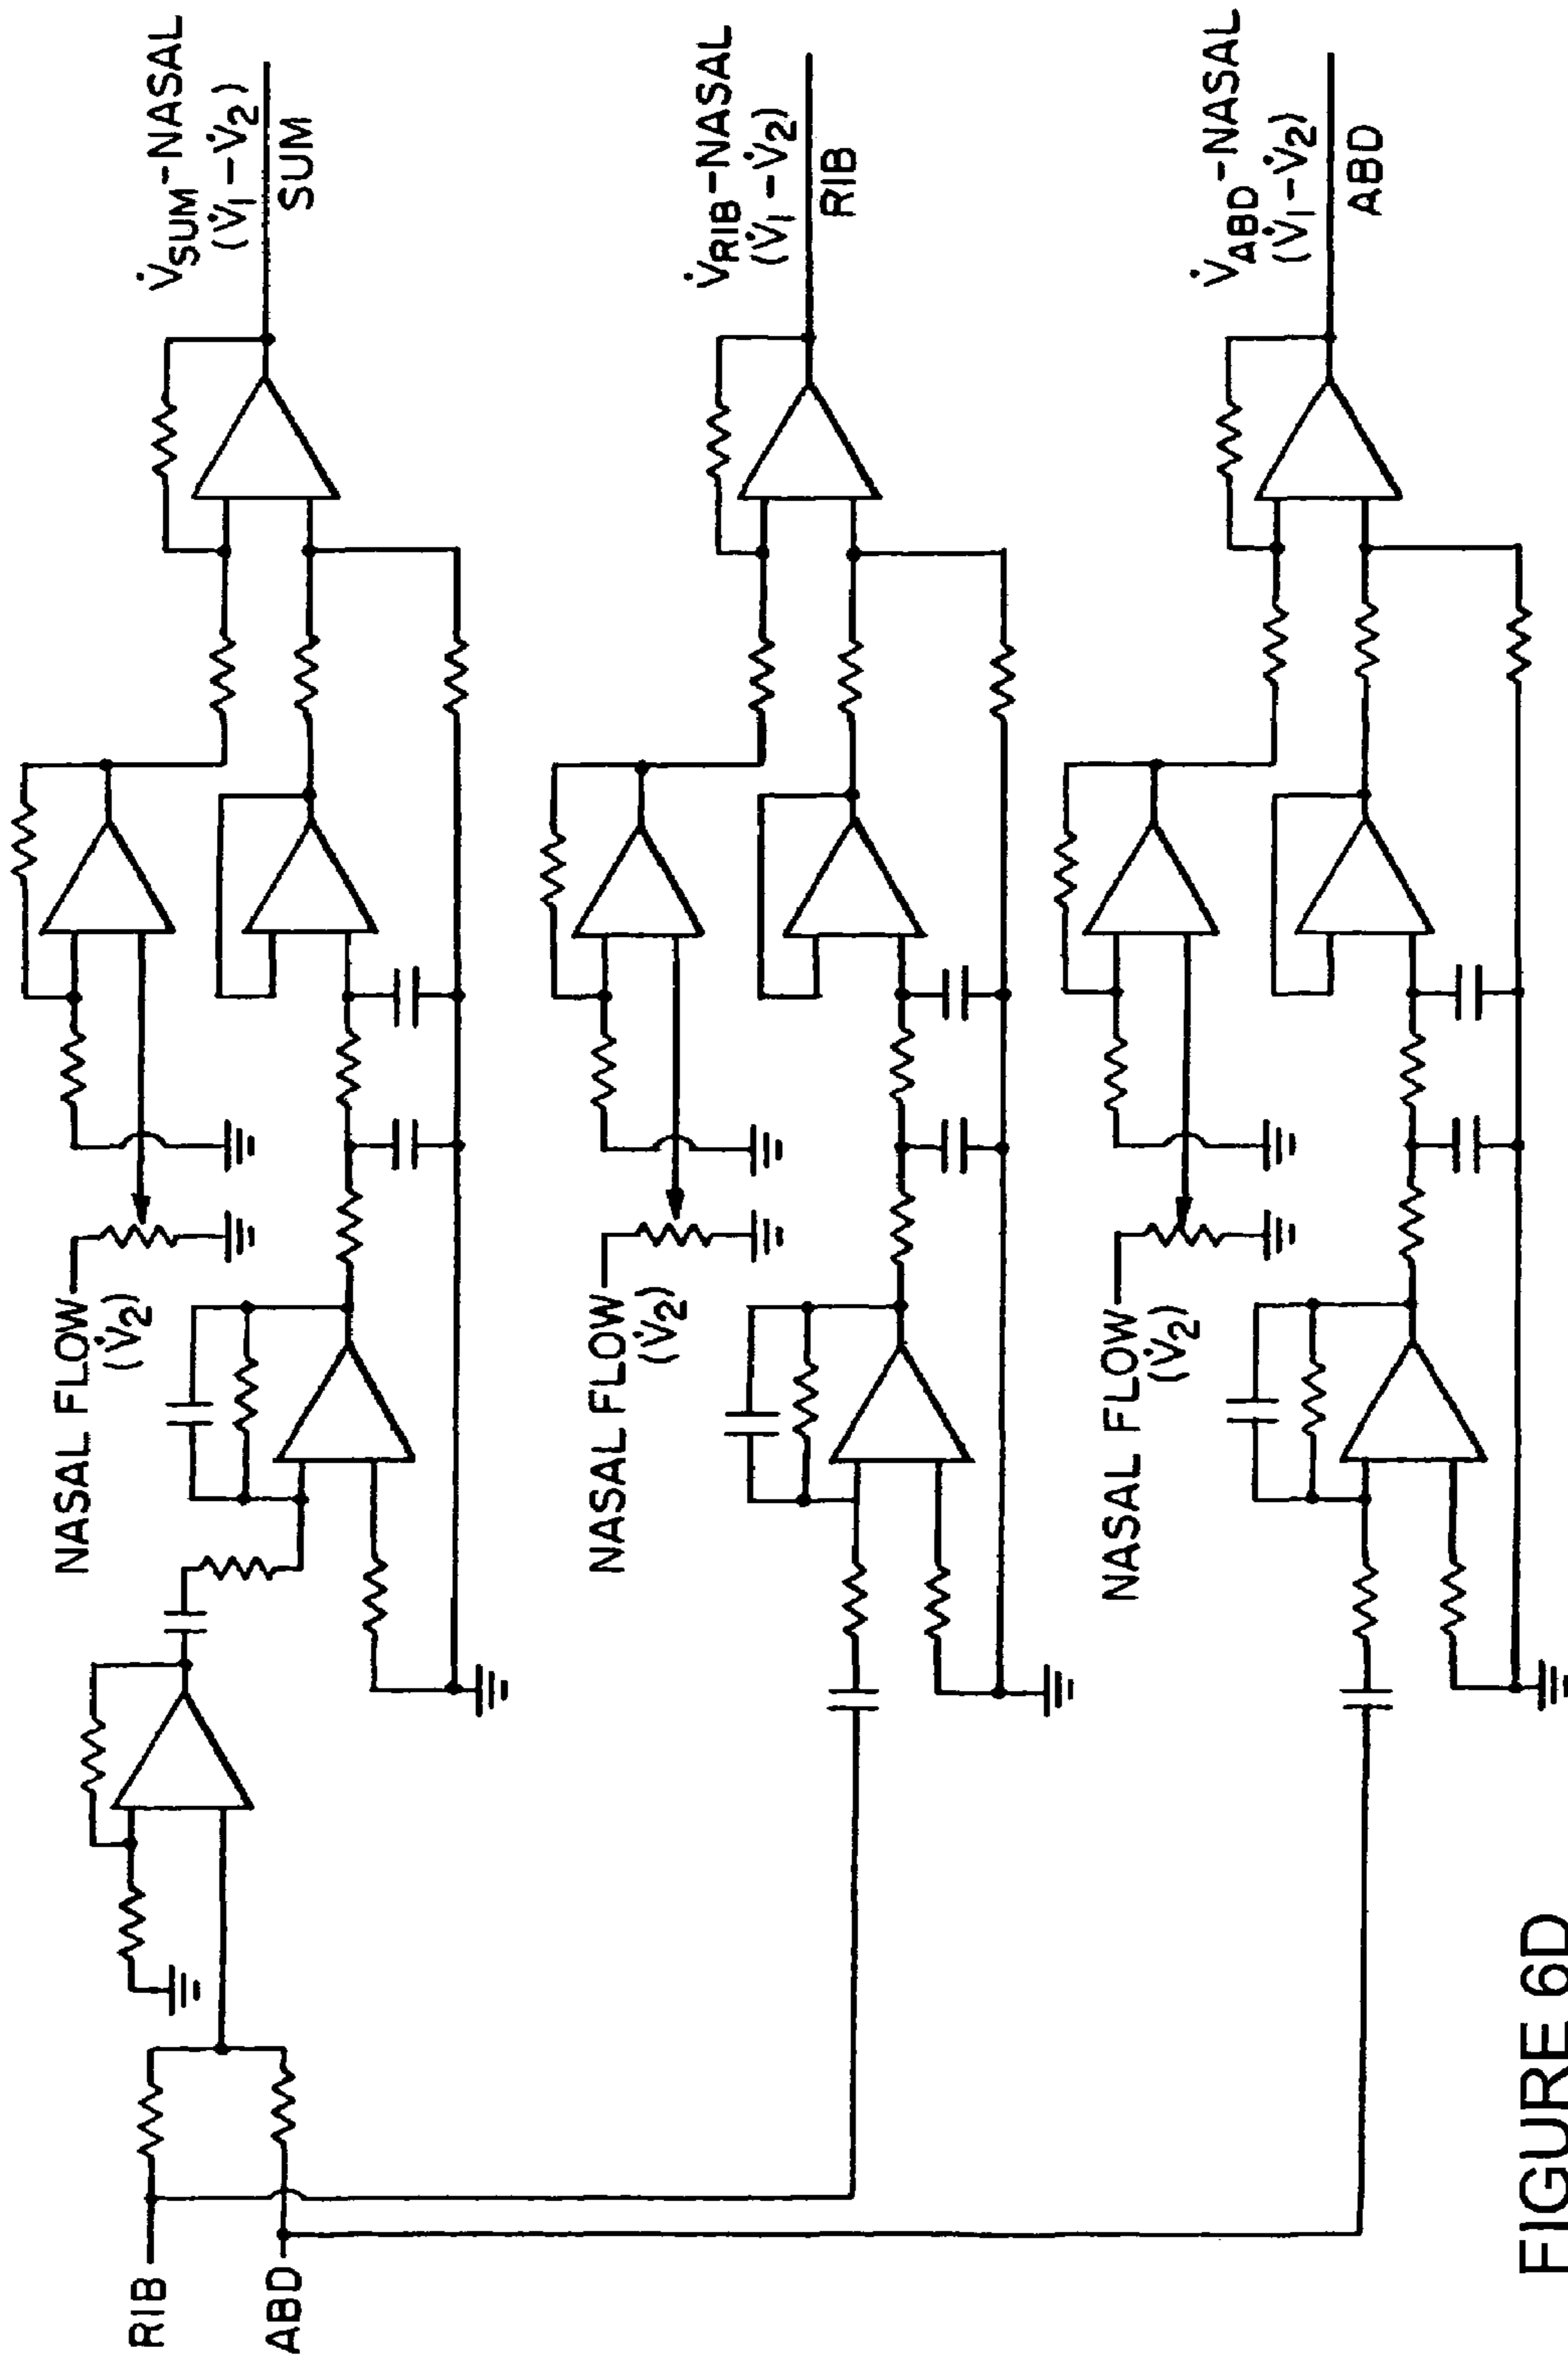 RIB
ABD
NASAL FLOW
(V̇2)
V̇SUM-NASAL
(V̇1-V̇2)
SUM
NASAL FLOW
(V̇2)
V̇RIB-NASAL
(V̇1-V̇2)
RIB
NASAL FLOW
(V̇2)
V̇ABD-NASAL
(V̇1-V̇2)
ABD
FIGURE 6D